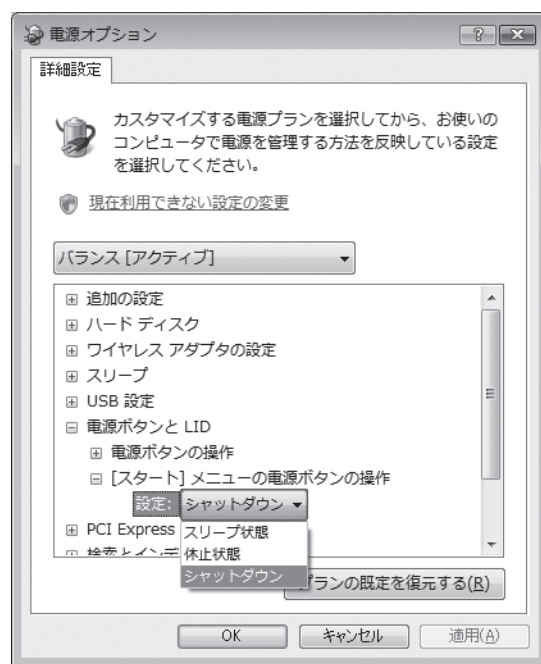 電源オプション
詳細設定
カスタマイズする電源プランを選択してから、お使いの
コンピュータで電源を管理する方法を反映している設定
を選択してください。
現在利用できない設定の変更
バランス [アクティブ]
追加の設定
ハード ディスク
ワイヤレス アダプタの設定
スリープ
USB 設定
電源ボタンと LID
電源ボタンの操作
[スタート] メニューの電源ボタンの操作
設定: シャットダウン
PCI Express
スリープ状態
休止状態
シャットダウン
プランの既定を復元する(R)
OK
キャンセル
適用(A)